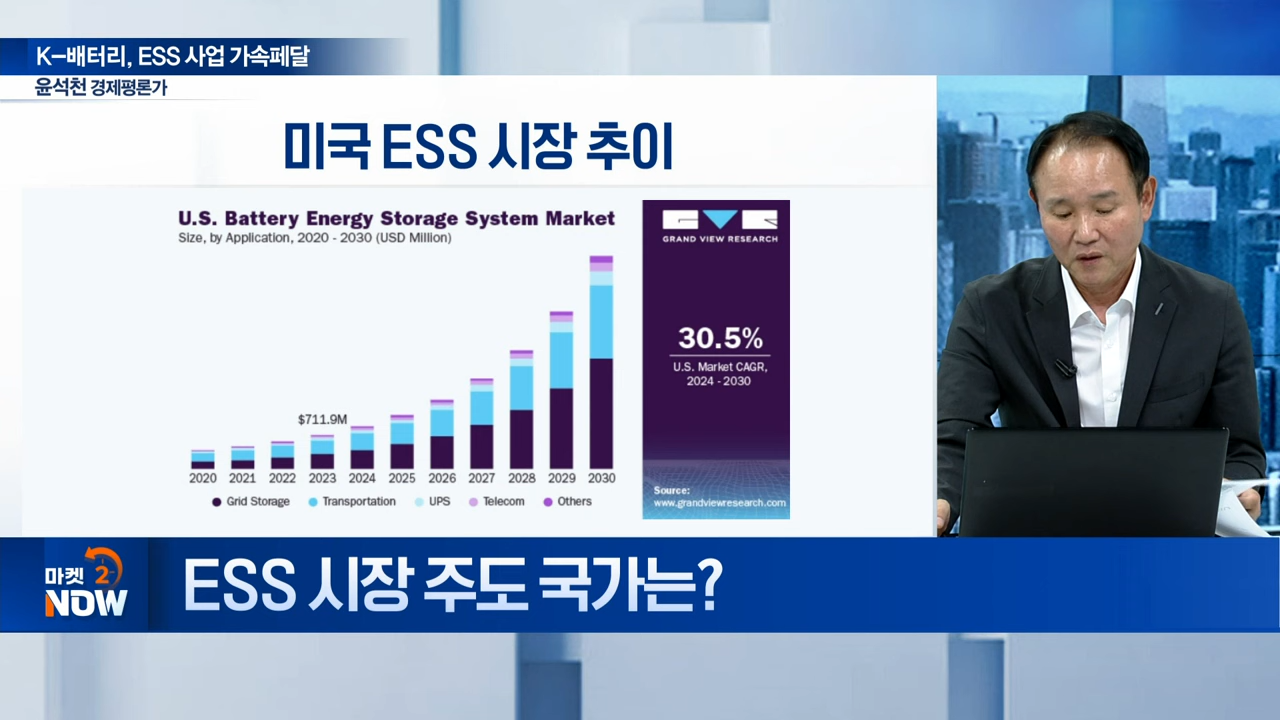 K-배터리, ESS 사업 가속페달
윤석천 경제평론가
미국 ESS 시장 추이
U.S. Battery Energy Storage System Market
Size, by Application, 2020 - 2030 (USD Million)
$711.9M
2020 2021 2022 2023 2024 2025 2026 2027 2028 2029 2030
Grid Storage Transportation UPS Telecom Others
GVR
GRAND VIEW RESEARCH
30.5%
U.S. Market CAGR,
2024 - 2030
Source:
www.grandviewresearch.com
마켓 2
NOW
ESS 시장 주도 국가는?